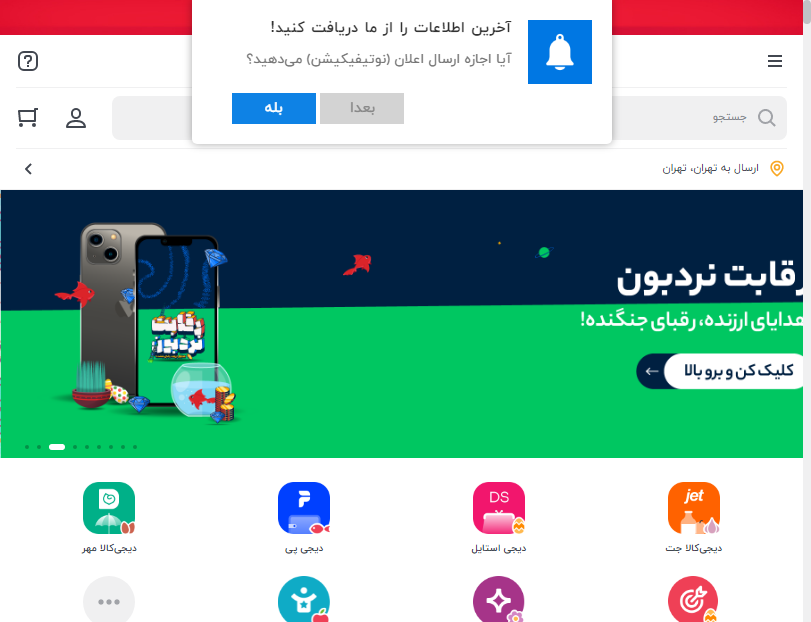 آخرین اطلاعات را از ما دریافت کنید!
آیا اجازه ارسال اعلان (نوتیفیکیشن) می‌دهید؟
بعدا
بله
جستجو
ارسال به تهران، تهران
رقابت نردبون
هدایای ارزنده، رقبای جنگنده!
کلیک کن و برو بالا
رقابت
نردبون
jet
DS
دیجی‌کالا جت
دیجی استایل
دیجی پی
دیجی‌کالا مهر